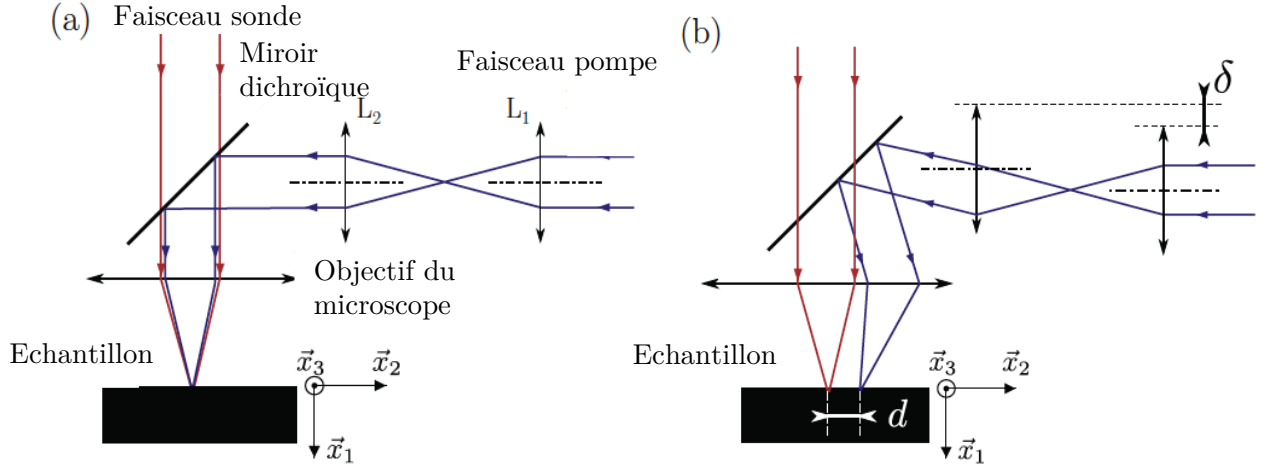 (a)
Faisceau sonde
Miroir
dichroïque
Faisceau pompe
L₂
L₁
Objectif du
microscope
Echantillon
x⃗₃
x⃗₂
x⃗₁
(b)
δ
Echantillon
d
x⃗₃
x⃗₂
x⃗₁